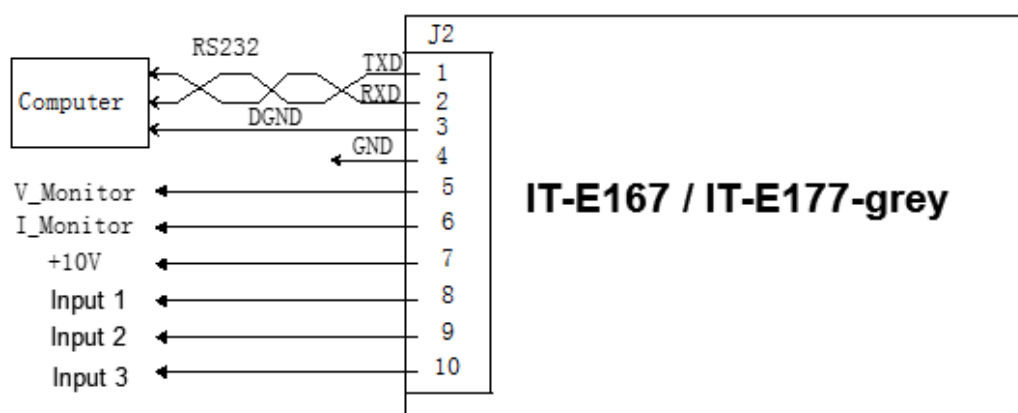 J2
RS232
TXD
1
Computer
RXD
2
DGND
3
GND
4
V_Monitor
5
IT-E167 / IT-E177-grey
I_Monitor
6
+10V
7
Input 1
8
Input 2
9
Input 3
10